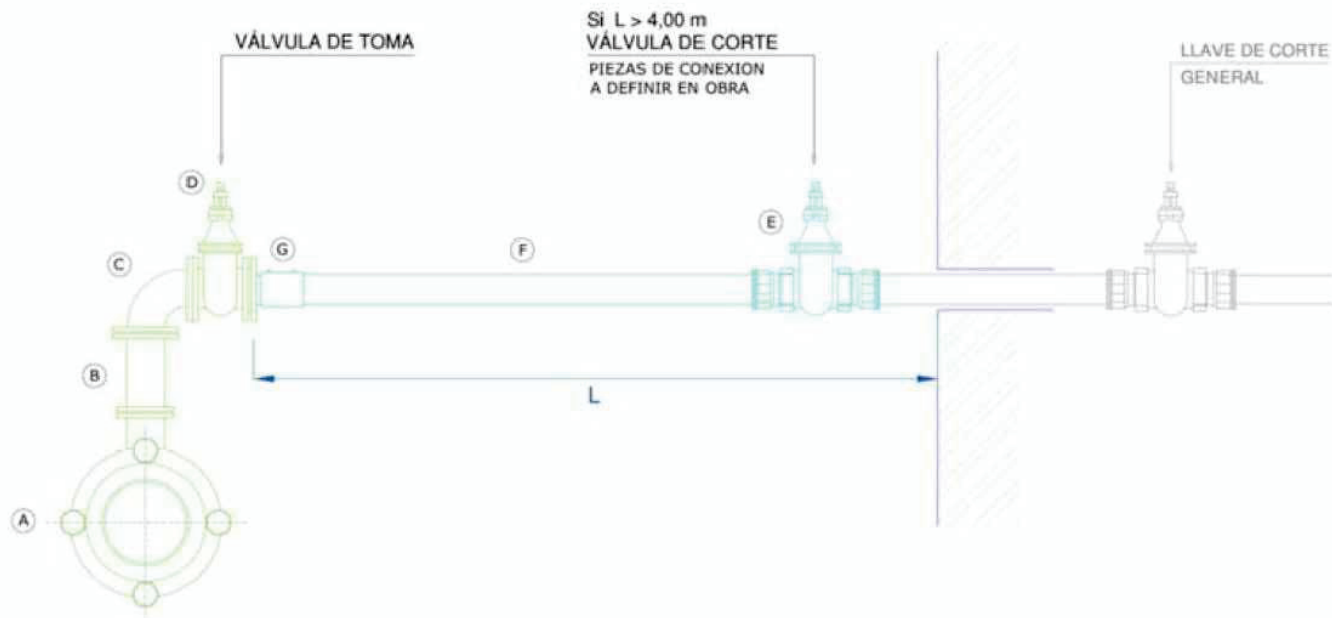 VÁLVULA DE TOMA
Si L > 4,00 m
VÁLVULA DE CORTE
PIEZAS DE CONEXION
A DEFINIR EN OBRA
LLAVE DE CORTE
GENERAL
D
E
C
G
F
B
L
A